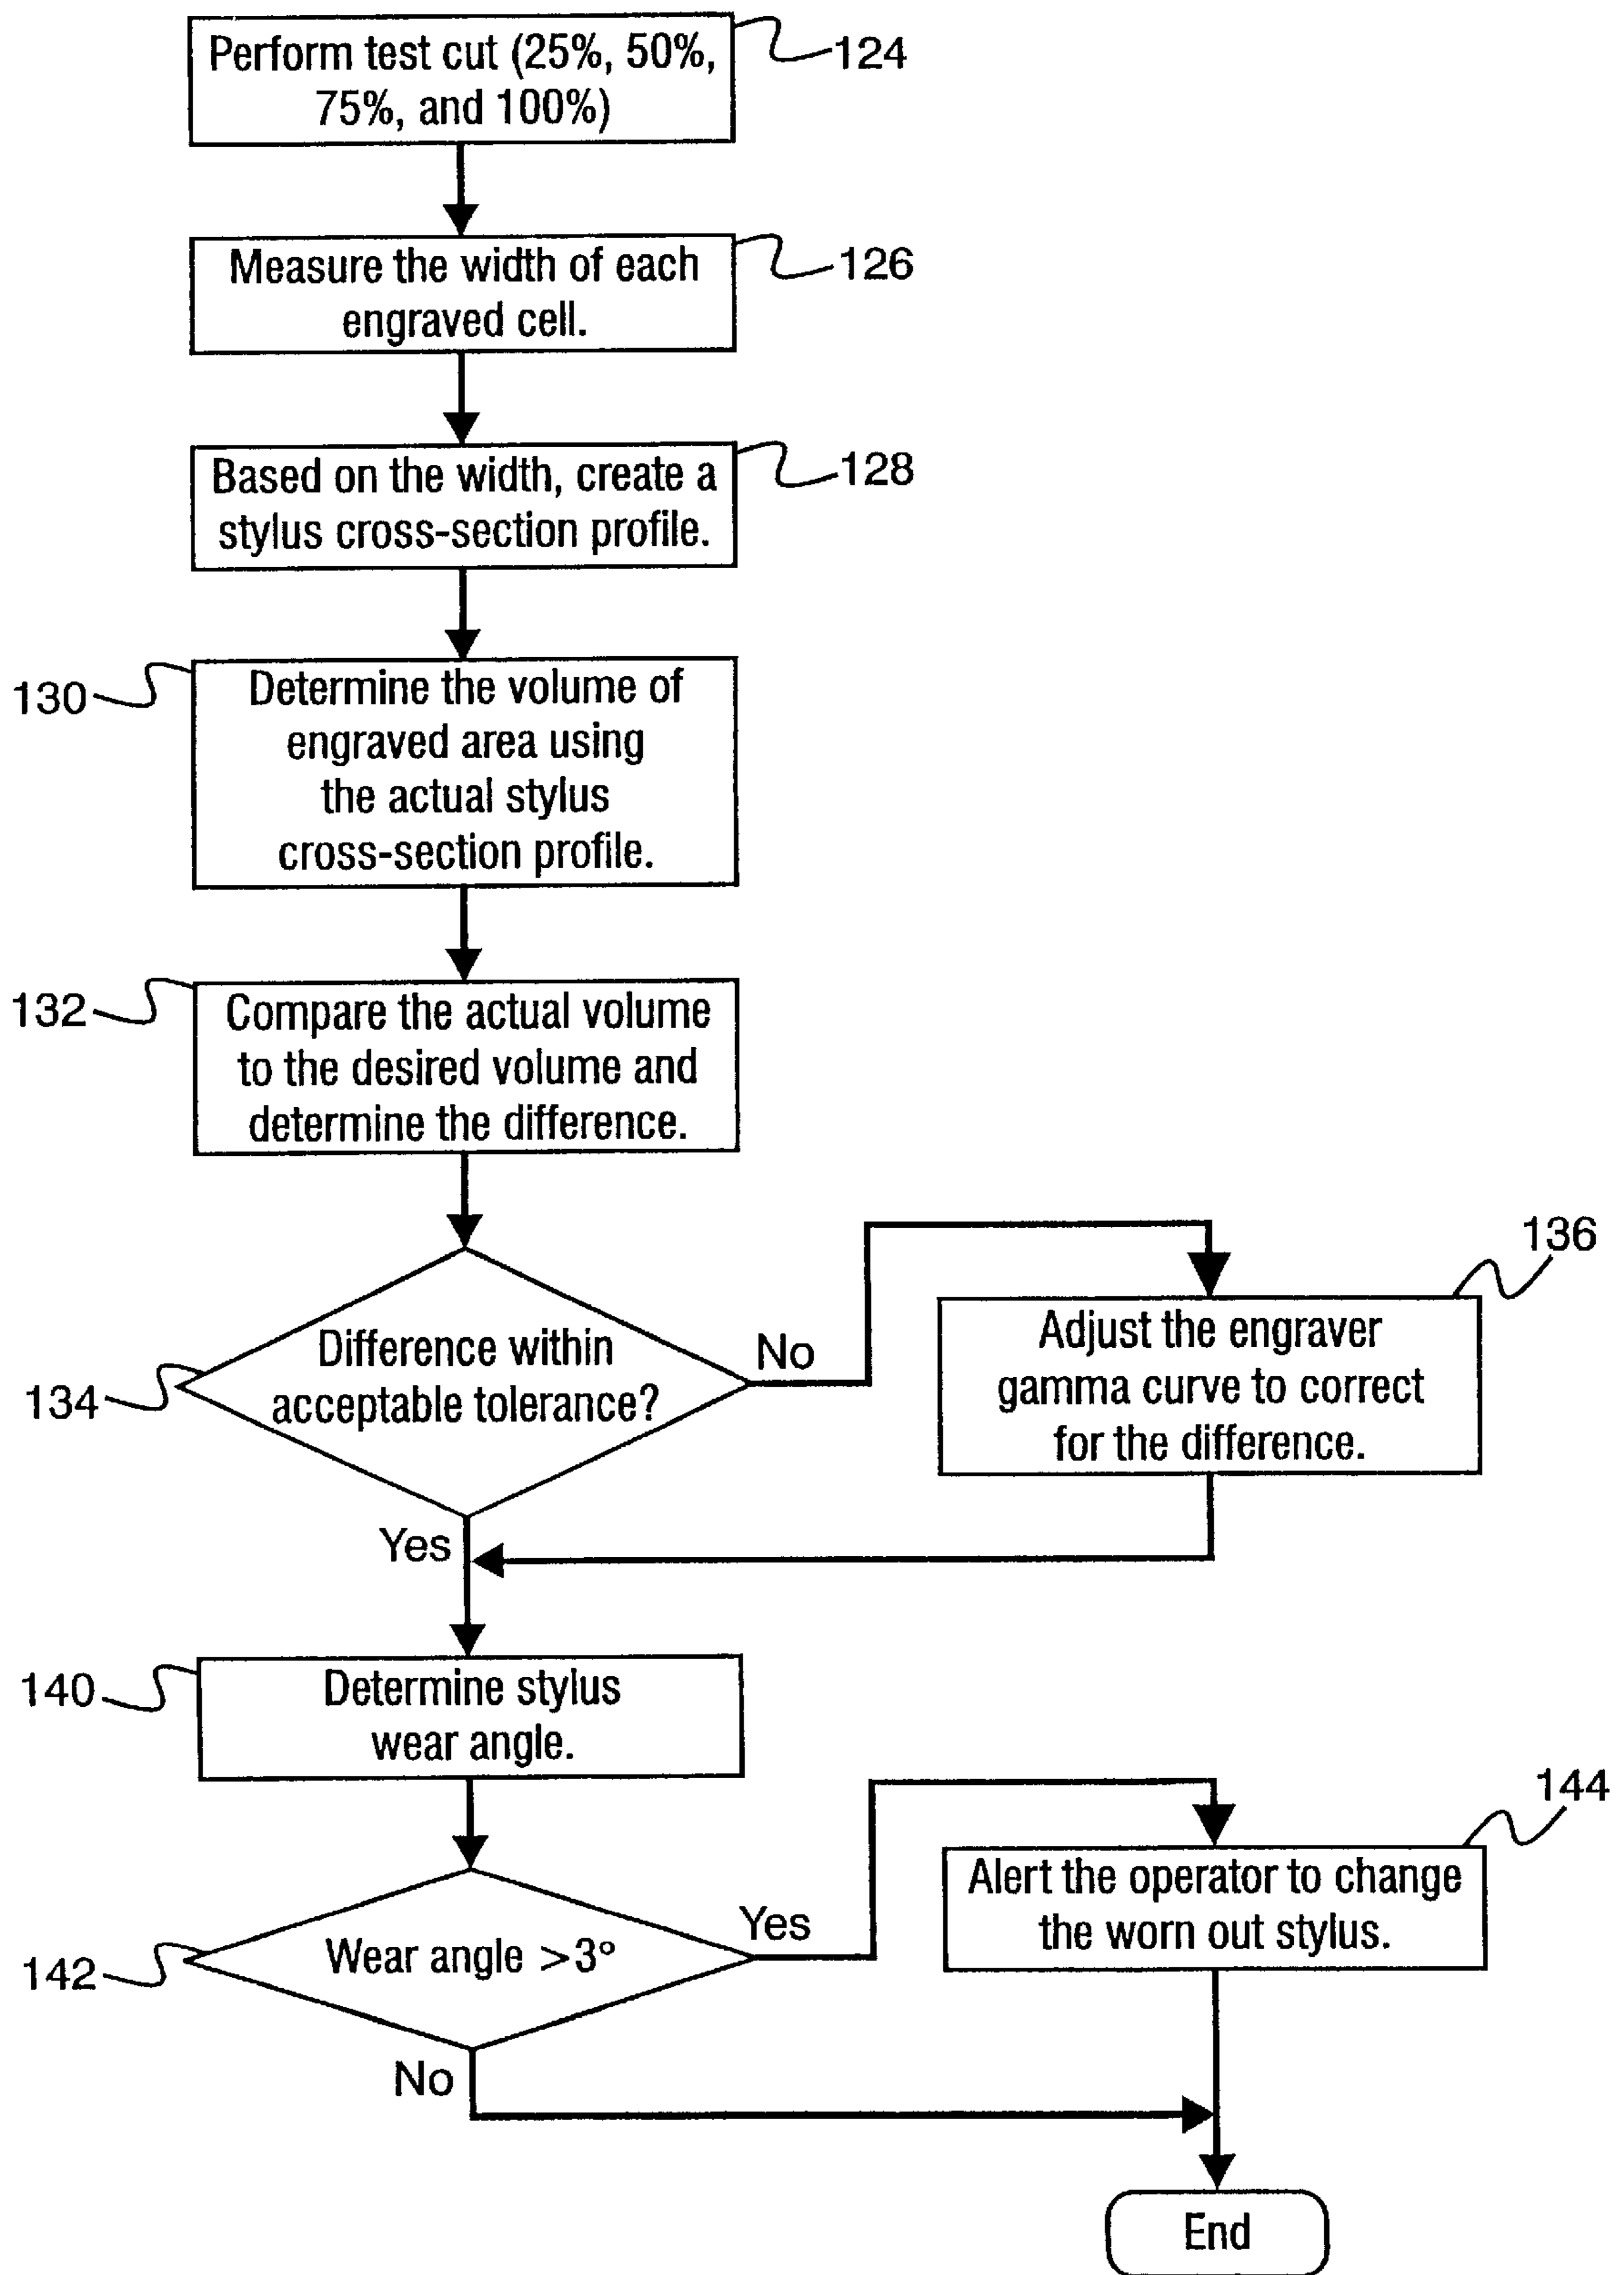 Perform test cut (25%, 50%,
75%, and 100%)
124
Measure the width of each
engraved cell.
126
Based on the width, create a
stylus cross-section profile.
128
130
Determine the volume of
engraved area using
the actual stylus
cross-section profile.
132
Compare the actual volume
to the desired volume and
determine the difference.
134
Difference within
acceptable tolerance?
No
136
Adjust the engraver
gamma curve to correct
for the difference.
Yes
140
Determine stylus
wear angle.
142
Wear angle >3°
Yes
144
Alert the operator to change
the worn out stylus.
No
End